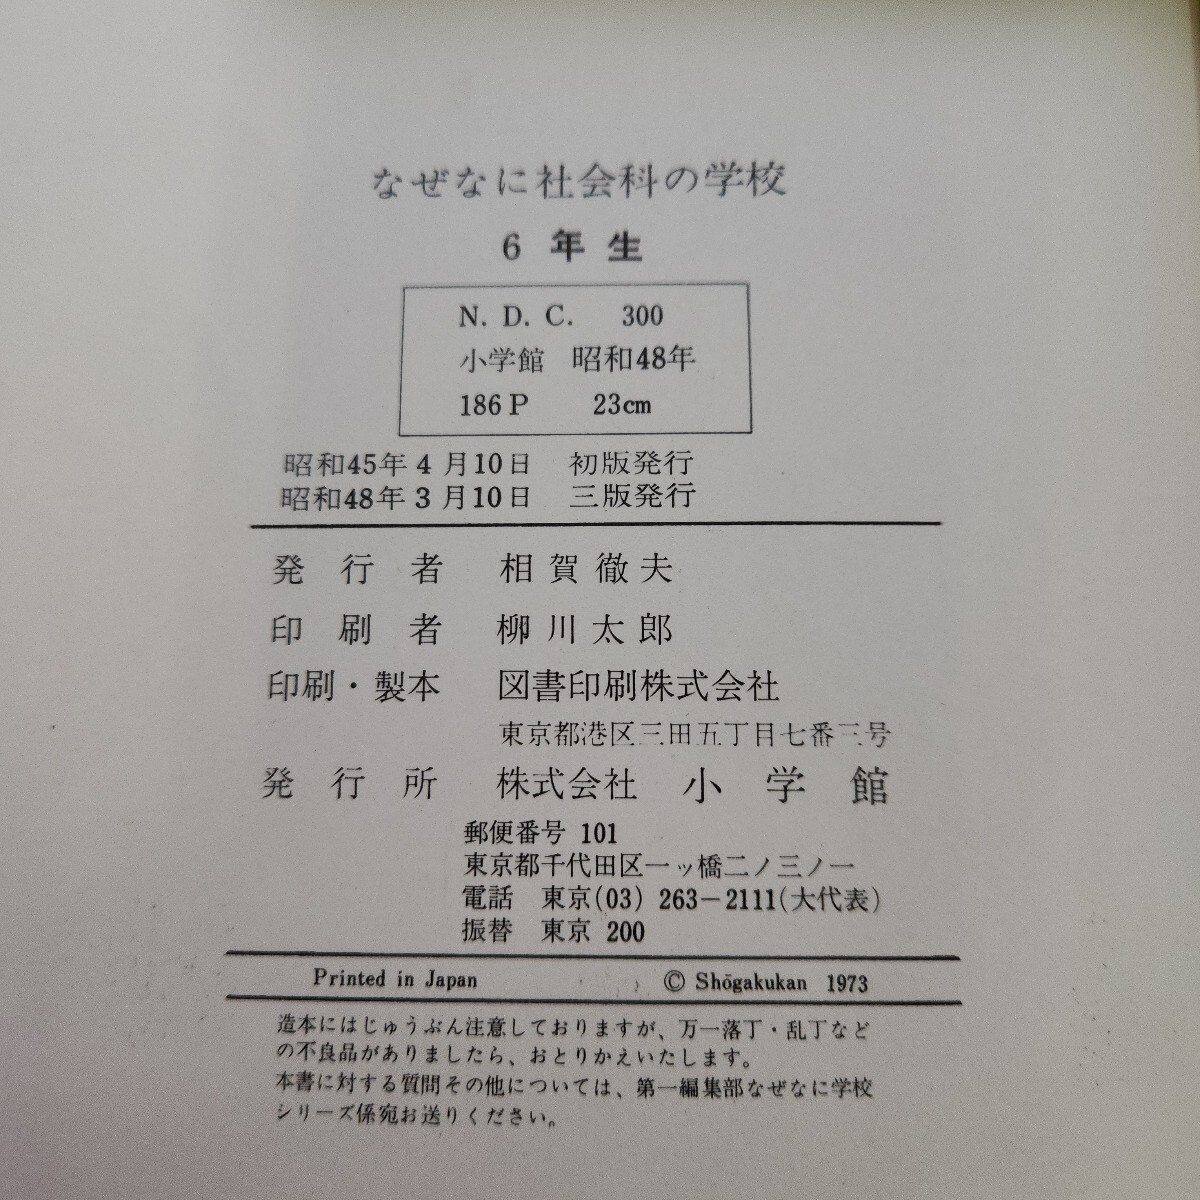 なぜなに社会科の学校
6年生
N. D. C. 300
小学館 昭和48年
186P 23cm
昭和45年4月10日 初版発行
昭和48年3月10日 三版発行
発行者 相賀徹夫
印刷者 柳川太郎
印刷・製本 図書印刷株式会社
東京都港区三田五丁目七番三号
発行所 株式会社 小学館
郵便番号 101
東京都千代田区一ッ橋二ノ三ノ一
電話 東京(03) 263-2111(大代表)
振替 東京 200
Printed in Japan © Shōgakukan 1973
造本にはじゅうぶん注意しておりますが、万一落丁・乱丁など
の不良品がありましたら、おとりかえいたします。
本書に対する質問その他については、第一編集部なぜなに学校
シリーズ係宛お送りください。